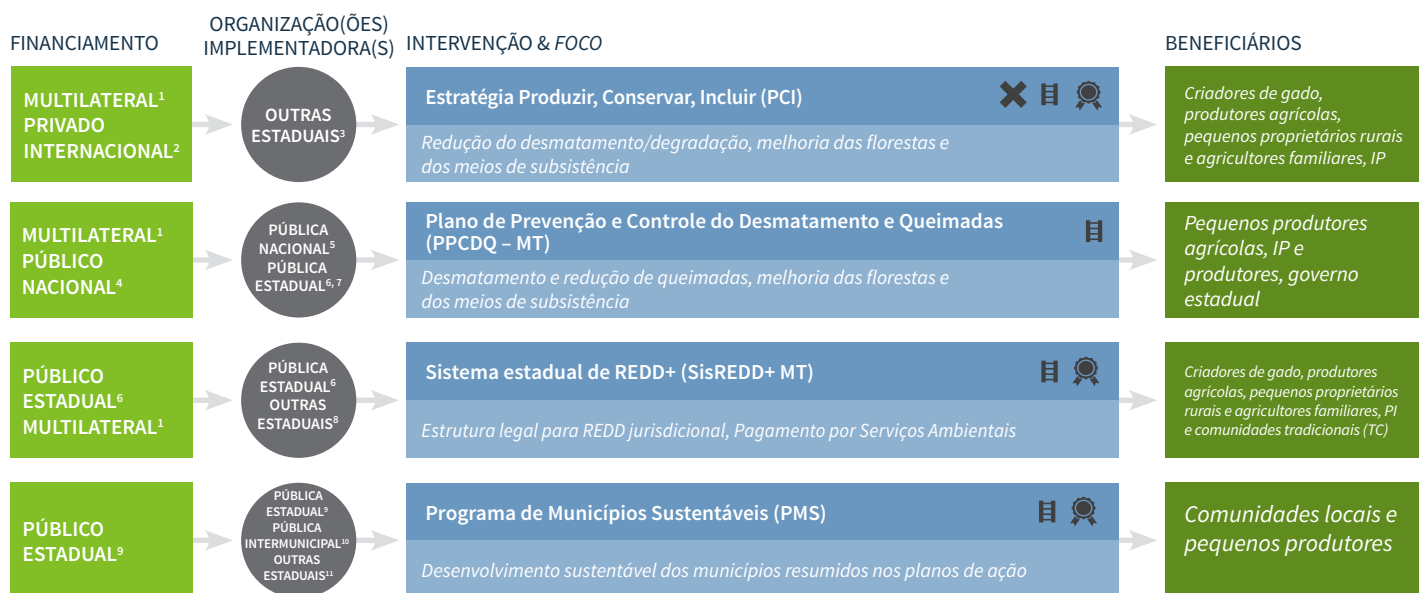 FINANCIAMENTO
ORGANIZAÇÃO(ÕES)
IMPLEMENTADORA(S)
INTERVENÇÃO & FOCO
BENEFICIÁRIOS
MULTILATERAL¹
PRIVADO
INTERNACIONAL²
OUTRAS
ESTADUAIS³
Estratégia Produzir, Conservar, Incluir (PCI)
Redução do desmatamento/degradação, melhoria das florestas e
dos meios de subsistência
Criadores de gado,
produtores agrícolas,
pequenos proprietários rurais
e agricultores familiares, IP
MULTILATERAL¹
PÚBLICO
NACIONAL⁴
PÚBLICA
NACIONAL⁵
PÚBLICA
ESTADUAL⁶, ⁷
Plano de Prevenção e Controle do Desmatamento e Queimadas
(PPCDQ – MT)
Desmatamento e redução de queimadas, melhoria das florestas e
dos meios de subsistência
Pequenos produtores
agrícolas, IP e
produtores, governo
estadual
PÚBLICO
ESTADUAL⁶
MULTILATERAL¹
PÚBLICA
ESTADUAL⁶
OUTRAS
ESTADUAIS⁸
Sistema estadual de REDD+ (SisREDD+ MT)
Estrutura legal para REDD jurisdicional, Pagamento por Serviços Ambientais
Criadores de gado, produtores
agrícolas, pequenos proprietários
rurais e agricultores familiares, PI
e comunidades tradicionais (TC)
PÚBLICO
ESTADUAL⁹
PÚBLICA
ESTADUAL⁹
PÚBLICA
INTERMUNICIPAL¹⁰
OUTRAS
ESTADUAIS¹¹
Programa de Municípios Sustentáveis (PMS)
Desenvolvimento sustentável dos municípios resumidos nos planos de ação
Comunidades locais e
pequenos produtores